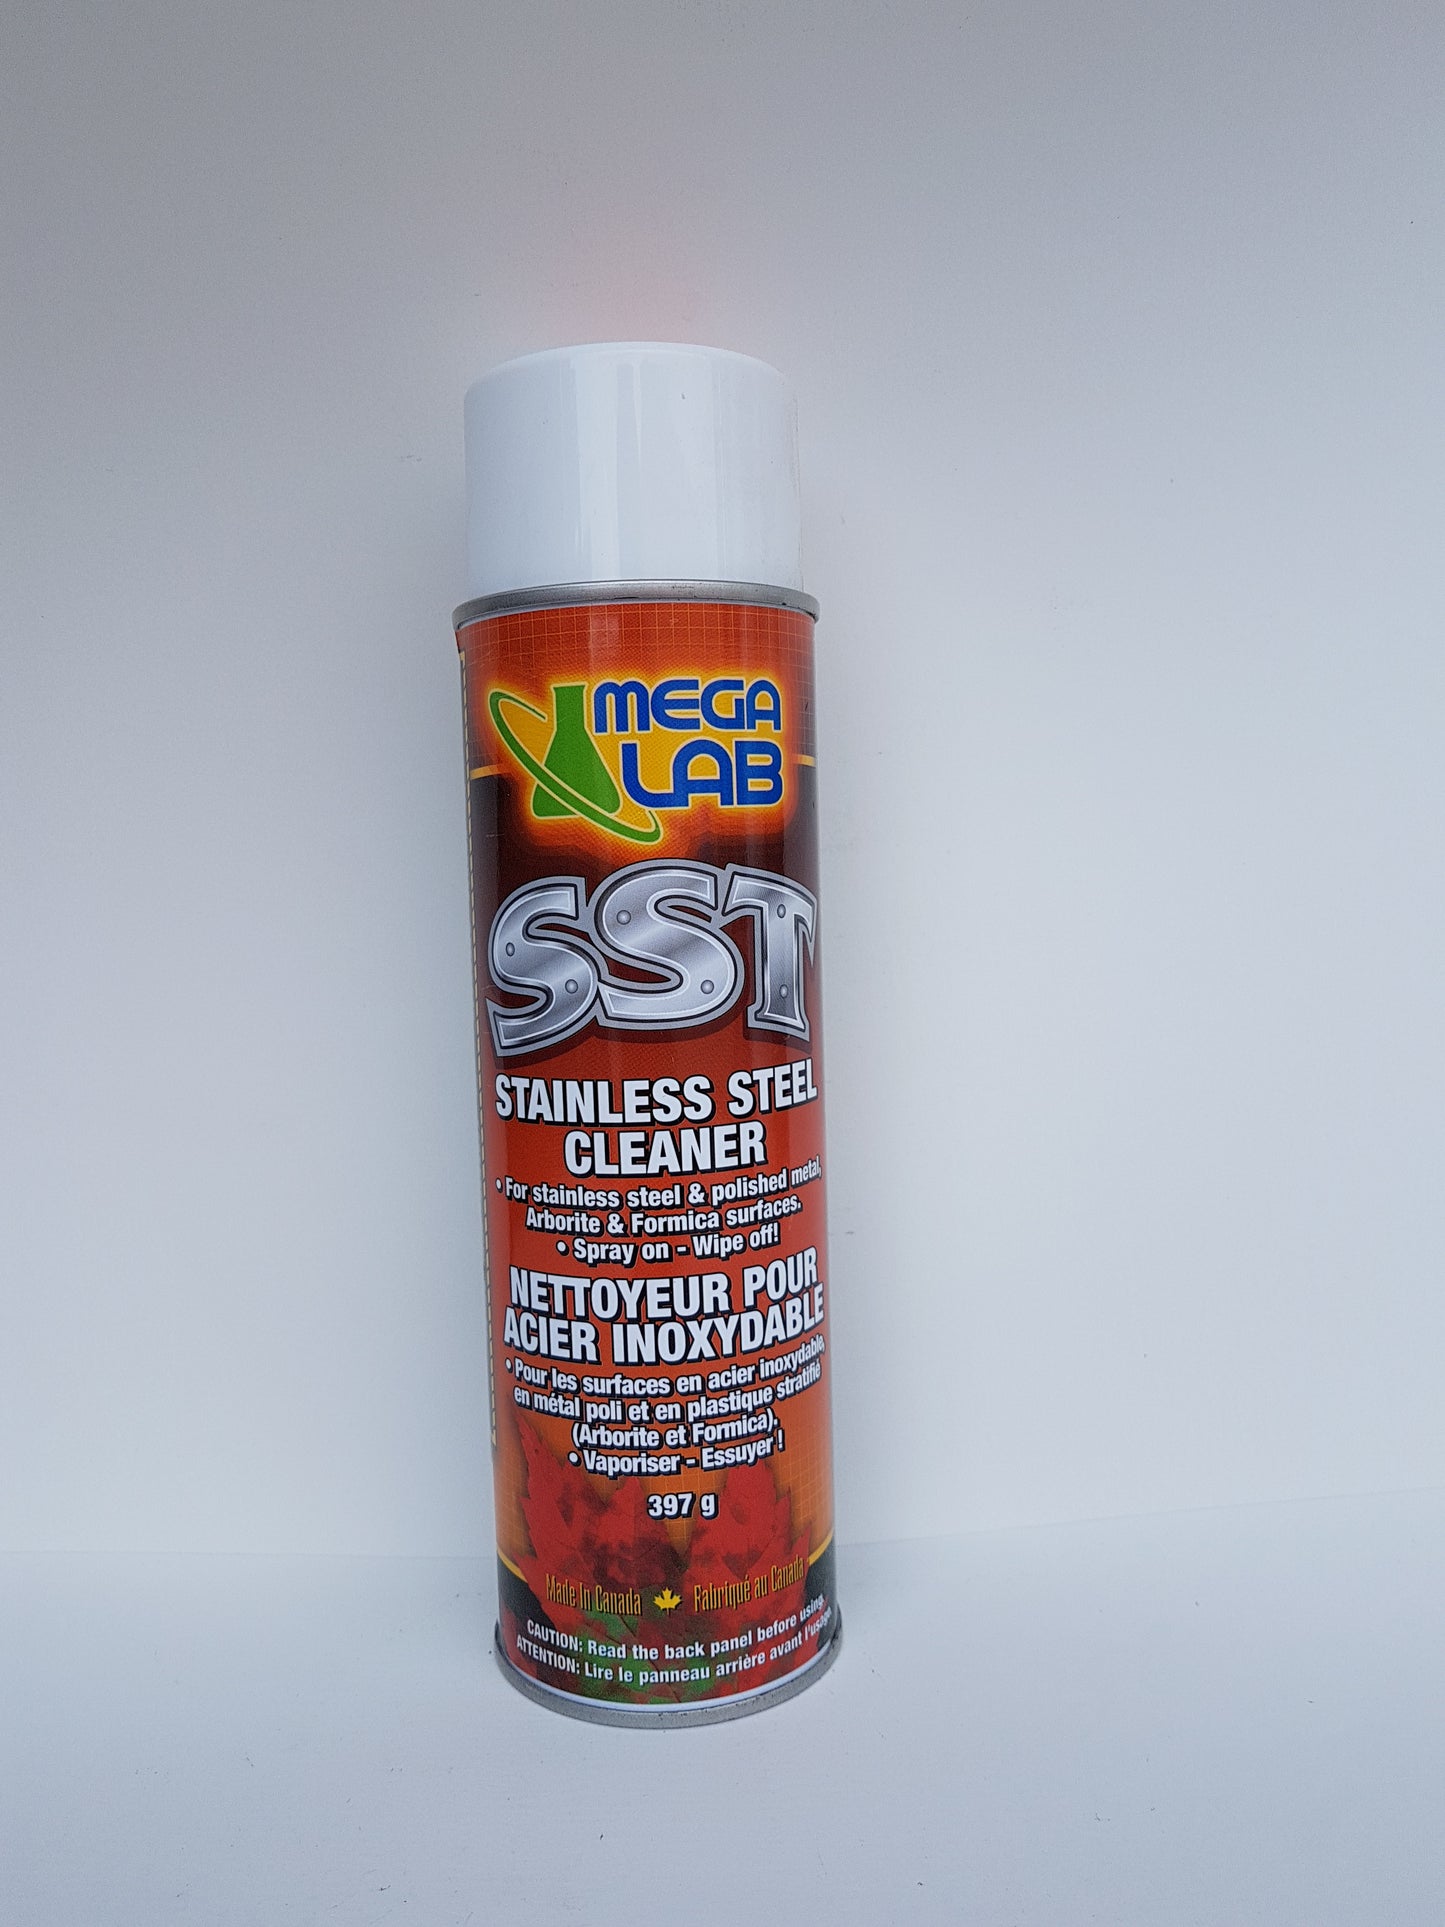 MEGA
LAB
SST
STAINLESS STEEL
CLEANER
• For stainless steel & polished metal,
Arborite & Formica surfaces.
• Spray on - Wipe off!
NETTOYEUR POUR
ACIER INOXYDABLE
• Pour les surfaces en acier inoxydable,
en métal poli et en plastique stratifié
(Arborite et Formica).
• Vaporiser - Essuyer !
397 g
Made In Canada Fabriqué au Canada
CAUTION: Read the back panel before using.
ATTENTION: Lire le panneau arrière avant l'usage.